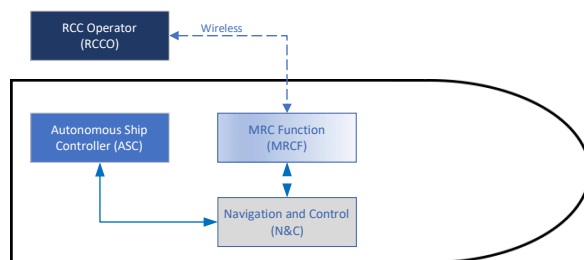 RCC Operator
(RCCO)
Wireless
Autonomous Ship
Controller (ASC)
MRC Function
(MRCF)
Navigation and Control
(N&C)